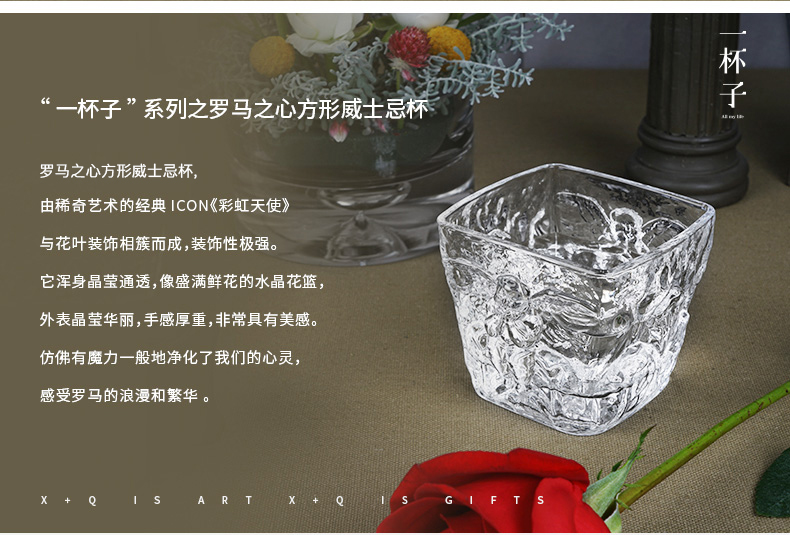 一杯子
All my life
“一杯子”系列之罗马之心方形威士忌杯
罗马之心方形威士忌杯,
由稀奇艺术的经典 ICON《彩虹天使》
与花叶装饰相簇而成,装饰性极强。
它浑身晶莹通透,像盛满鲜花的水晶花篮,
外表晶莹华丽,手感厚重,非常具有美感。
仿佛有魔力一般地净化了我们的心灵,
感受罗马的浪漫和繁华 。
X+Q IS ART X+Q IS GIFTS